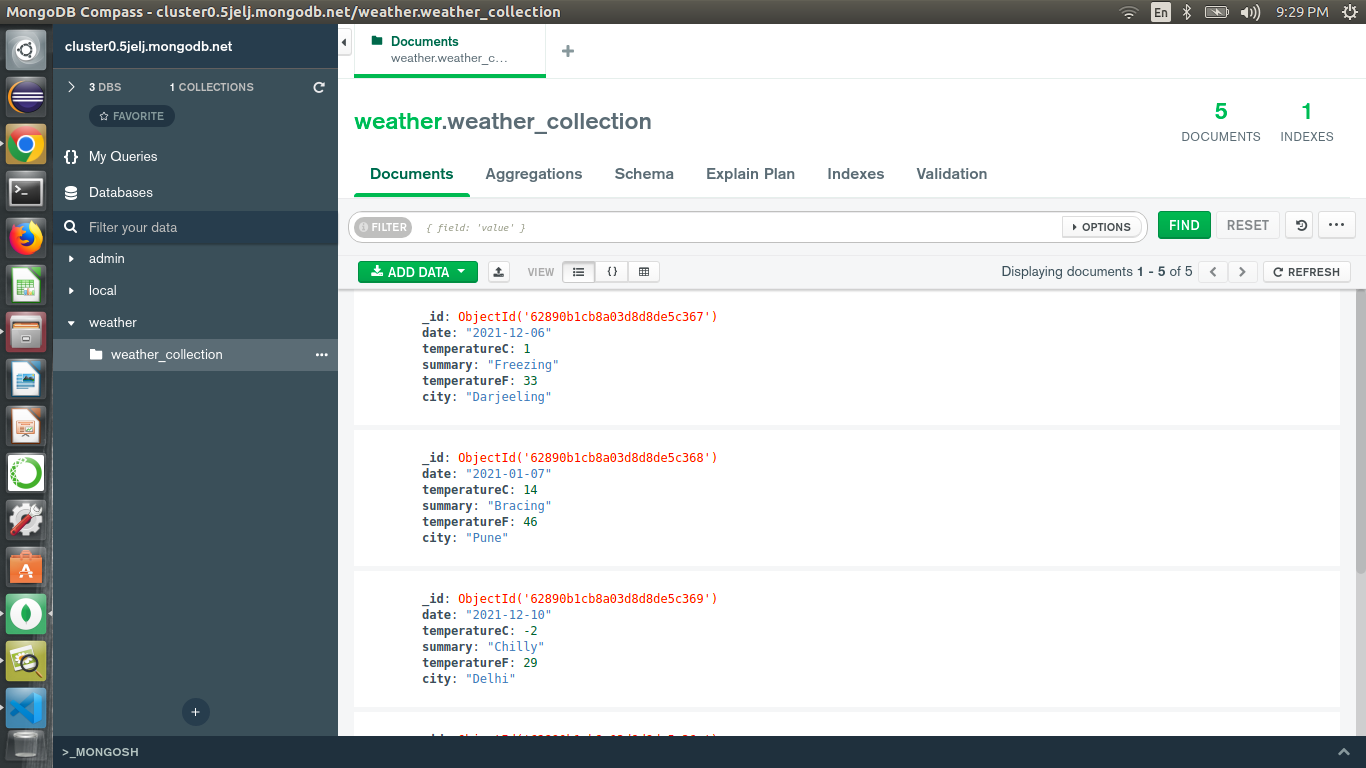 MongoDB Compass - cluster0.5jelj.mongodb.net/weather.weather_collection
En
9:29 PM
cluster0.5jelj.mongodb.net
3 DBS 1 COLLECTIONS
FAVORITE
{} My Queries
Databases
Filter your data
admin
local
weather
weather_collection
Documents
weather.weather_c...
weather.weather_collection
5
DOCUMENTS
1
INDEXES
Documents Aggregations Schema Explain Plan Indexes Validation
FILTER { field: 'value' } OPTIONS FIND RESET
ADD DATA VIEW {} Displaying documents 1 - 5 of 5 REFRESH
_id: ObjectId('62890b1cb8a03d8d8de5c367')
date: "2021-12-06"
temperatureC: 1
summary: "Freezing"
temperatureF: 33
city: "Darjeeling"
_id: ObjectId('62890b1cb8a03d8d8de5c368')
date: "2021-01-07"
temperatureC: 14
summary: "Bracing"
temperatureF: 46
city: "Pune"
_id: ObjectId('62890b1cb8a03d8d8de5c369')
date: "2021-12-10"
temperatureC: -2
summary: "Chilly"
temperatureF: 29
city: "Delhi"
>_MONGOSH